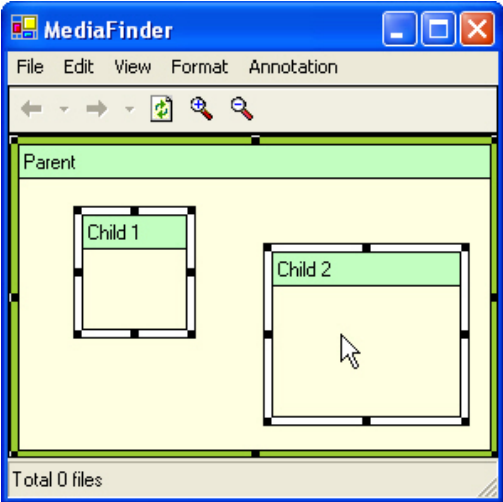 MediaFinder
File Edit View Format Annotation
Parent
Child 1
Child 2
Total 0 files